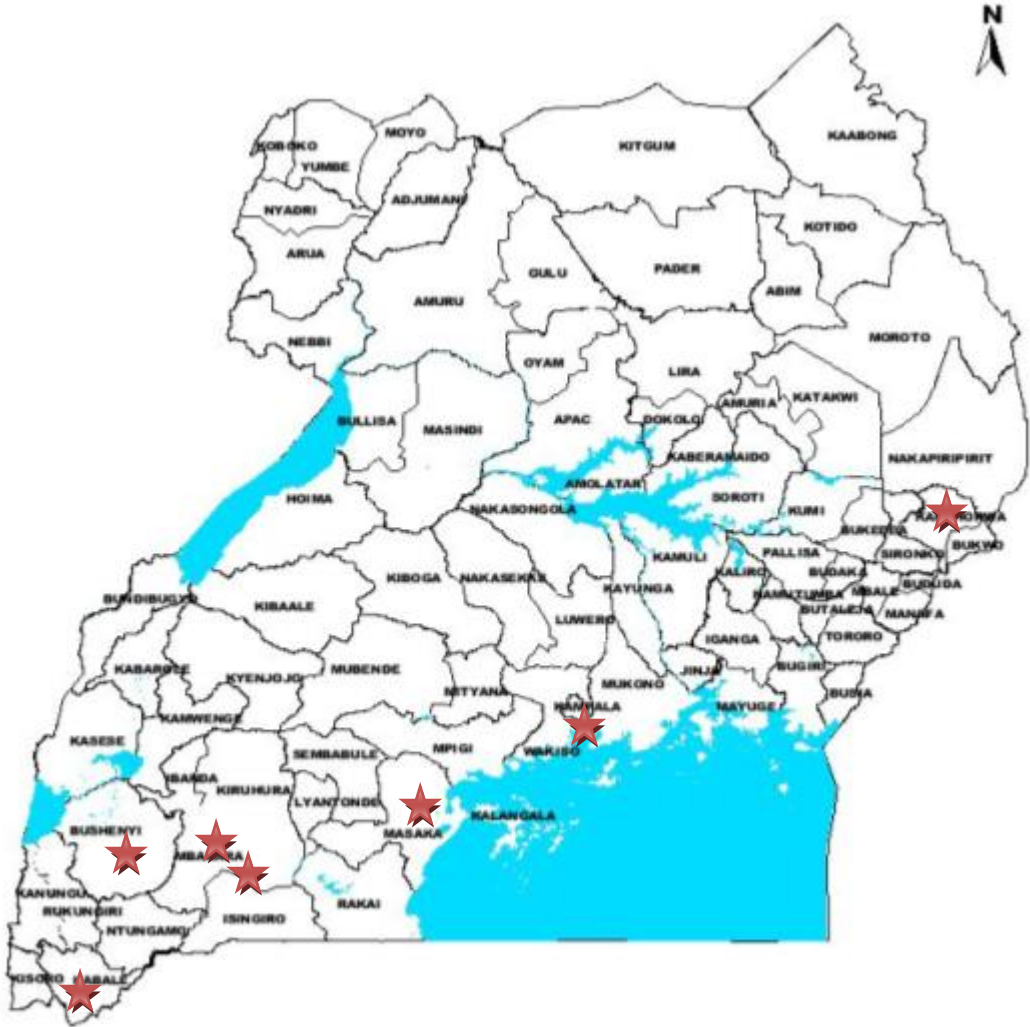 N
KAABONG
MOYO
KOBOKO
KITGUM
YUMBE
ADJUMANI
NYADRI
KOTIDO
ARUA
PADER
GULU
ABIM
AMURU
MOROTO
NEBBI
OYAM
LIRA
KATAKWI
AMURIA
BULLISA
APAC
DOKOLO
MASINDI
KABERAMAIDO
NAKAPIRIPIRIT
AMOLATAR
HOIMA
SOROTI
NAKASONGOLA
KUMI
BUKEDEA
BUKWO
KAMULI
PALLISA
SIRONKO
KALIRO
BUDAKA
KIBOGA
NAKASEKE
BUDUDA
KAYUNGA
MBALE
NAMUTUMBA
BUNDIBUGYO
KIBAALE
BUTALEJA
MANAFA
LUWERO
TORORO
IGANGA
BUGIRI
KABAROLE
MUBENDE
JINJA
KYENJOJO
MUKONO
MITYANA
BUSIA
KAMPALA
MAYUGE
KAMWENGE
KASESE
MPIGI
WAKISO
SEMBABULE
IBANDA
KIRUHURA
LYANTONDE
KALANGALA
BUSHENYI
MASAKA
KANUNGU
RAKAI
RUKUNGIRI
ISINGIRO
NTUNGAMO
KISORO
KABALE